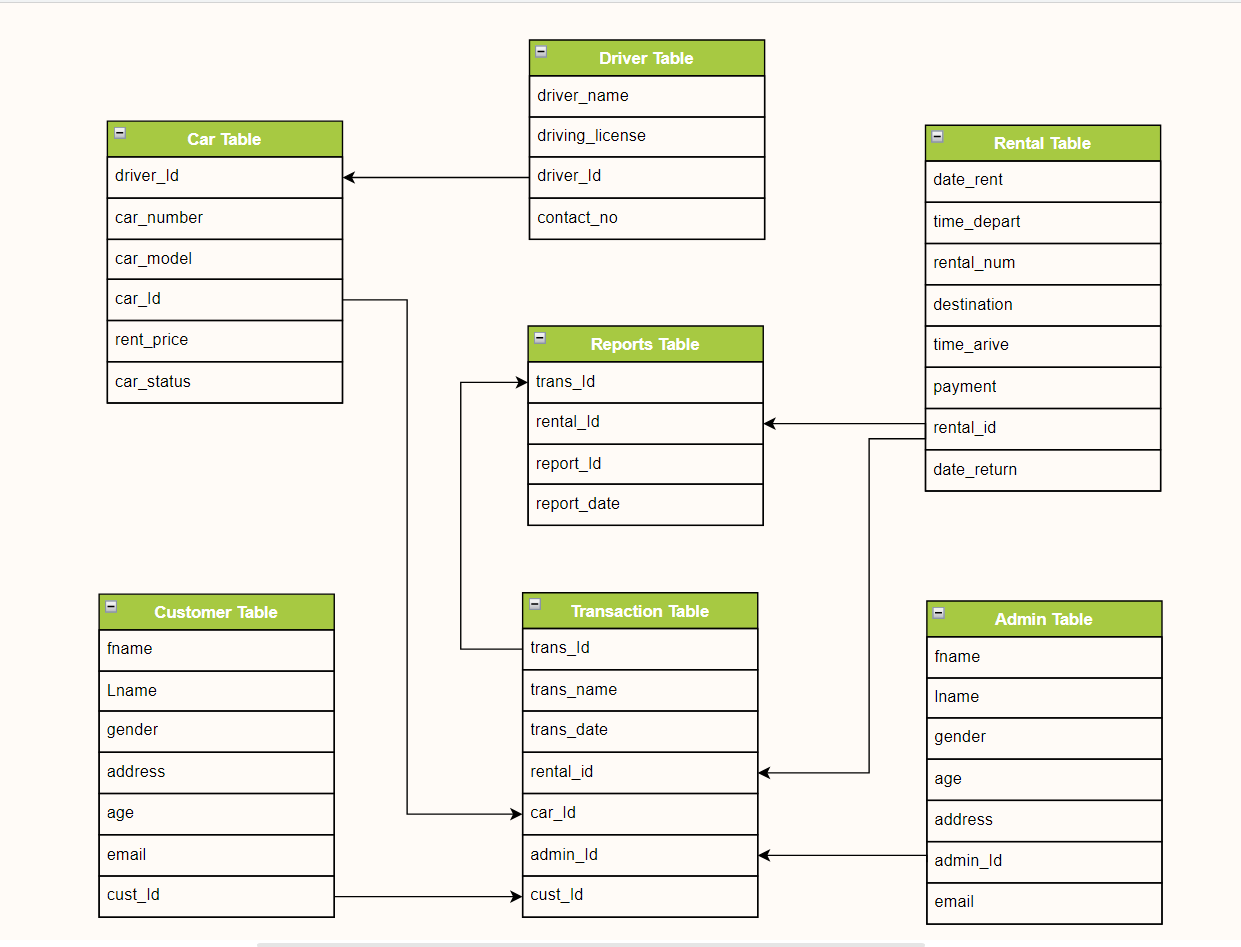 Driver Table
driver_name
driving_license
driver_Id
contact_no
Car Table
driver_Id
car_number
car_model
car_Id
rent_price
car_status
Rental Table
date_rent
time_depart
rental_num
destination
time_arive
payment
rental_id
date_return
Reports Table
trans_Id
rental_Id
report_Id
report_date
Customer Table
fname
Lname
gender
address
age
email
cust_Id
Transaction Table
trans_Id
trans_name
trans_date
rental_id
car_Id
admin_Id
cust_Id
Admin Table
fname
lname
gender
age
address
admin_Id
email